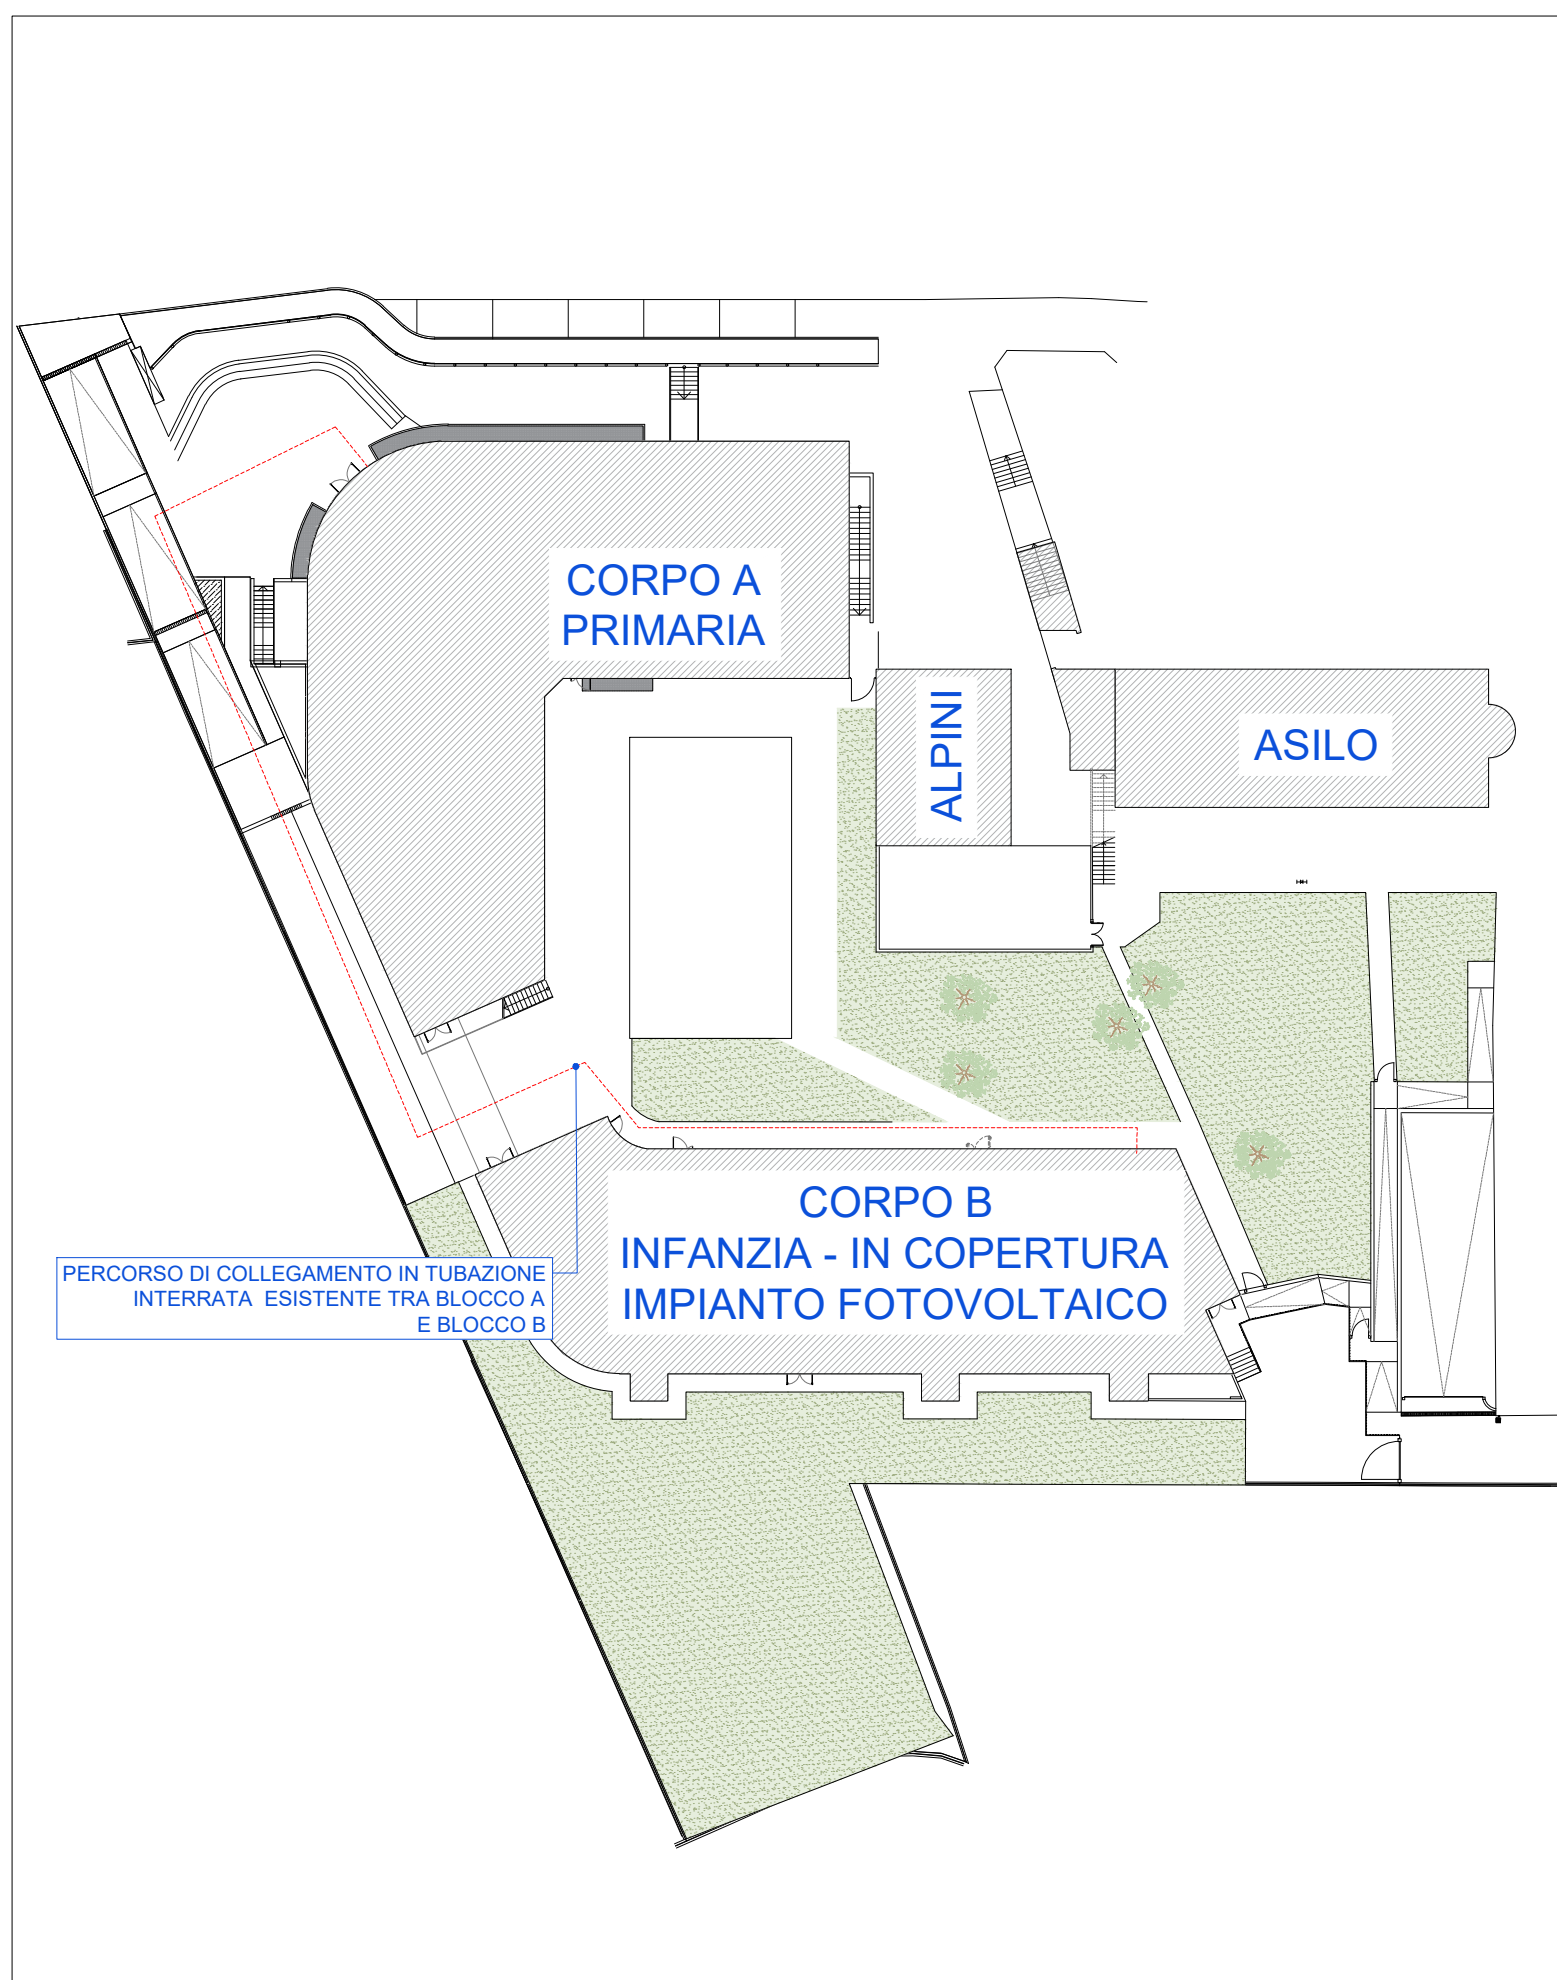 CORPO A
PRIMARIA
ALPINI
ASILO
CORPO B
INFANZIA - IN COPERTURA
IMPIANTO FOTOVOLTAICO
PERCORSO DI COLLEGAMENTO IN TUBAZIONE
INTERRATA ESISTENTE TRA BLOCCO A
E BLOCCO B